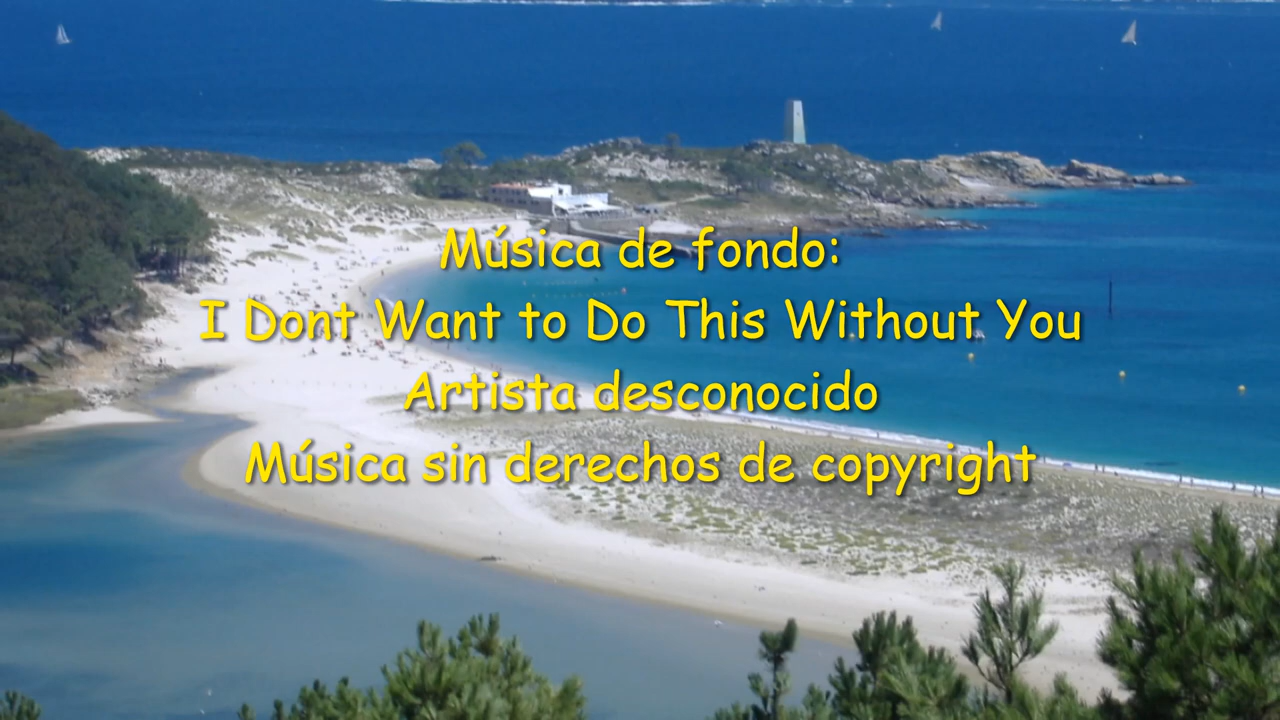 Música de fondo:
I Dont Want to Do This Without You
Artista desconocido
Música sin derechos de copyright